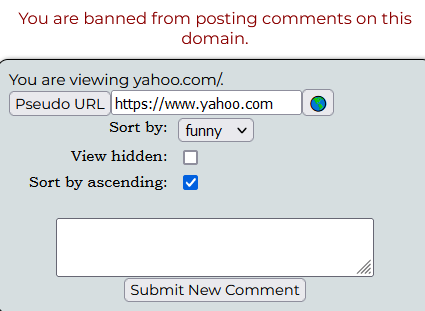 You are banned from posting comments on this
domain.
You are viewing yahoo.com/.
Pseudo URL https://www.yahoo.com
Sort by: funny
View hidden:
Sort by ascending:
Submit New Comment